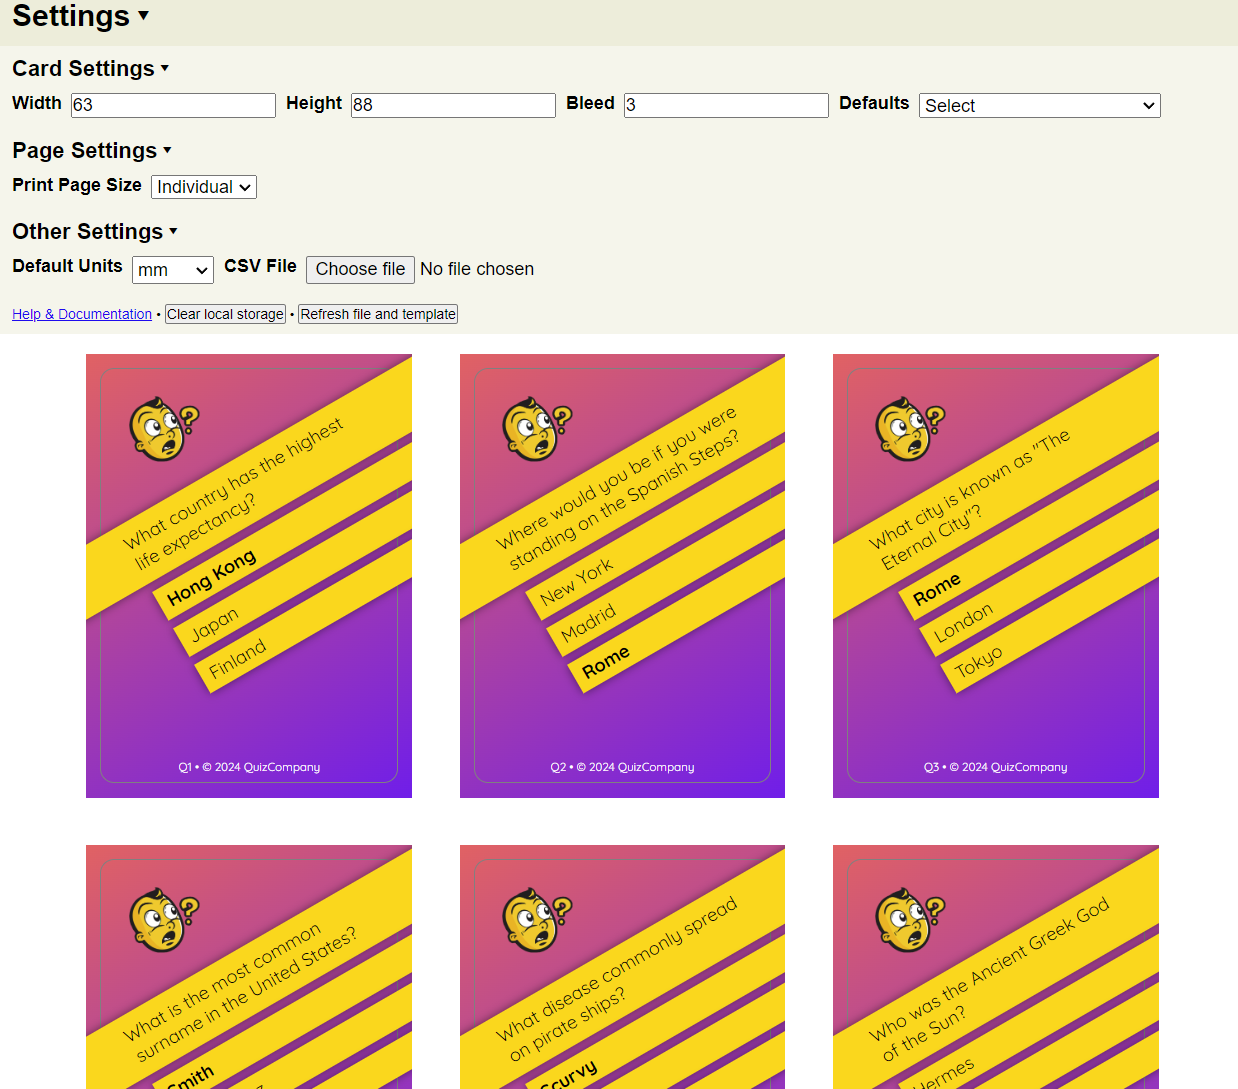 Settings ▾
Card Settings ▾
Width 63 Height 88 Bleed 3 Defaults Select
Page Settings ▾
Print Page Size Individual
Other Settings ▾
Default Units mm CSV File Choose file No file chosen
Help & Documentation • Clear local storage • Refresh file and template
?
What country has the highest
life expectancy?
Hong Kong
Japan
Finland
Q1 • © 2024 QuizCompany
?
Where would you be if you were
standing on the Spanish Steps?
New York
Madrid
Rome
Q2 • © 2024 QuizCompany
?
What city is known as "The
Eternal City"?
Rome
London
Tokyo
Q3 • © 2024 QuizCompany
?
What is the most common
surname in the United States?
Smith
?
What disease commonly spread
on pirate ships?
Scurvy
?
Who was the Ancient Greek God
of the Sun?
Hermes